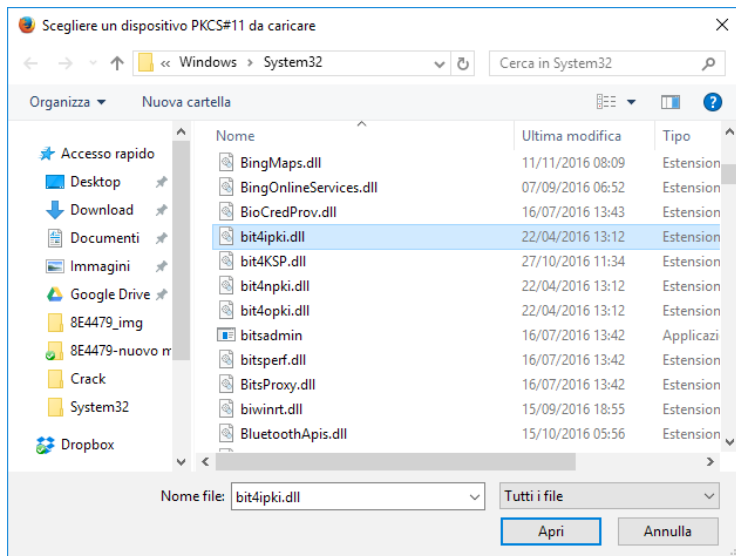 Scegliere un dispositivo PKCS#11 da caricare
« Windows > System32
Cerca in System32
Organizza
Nuova cartella
?
Nome Ultima modifica Tipo
Accesso rapido
Desktop
Download
Documenti
Immagini
Google Drive
8E4479_img
8E4479-nuovo m
Crack
System32
Dropbox
BingMaps.dll 11/11/2016 08:09 Estension
BingOnlineServices.dll 07/09/2016 06:52 Estension
BioCredProv.dll 16/07/2016 13:43 Estension
bit4ipki.dll 22/04/2016 13:12 Estension
bit4KSP.dll 27/10/2016 11:34 Estension
bit4npki.dll 22/04/2016 13:12 Estension
bit4opki.dll 22/04/2016 13:12 Estension
bitsadmin 16/07/2016 13:42 Applicazi
bitsperf.dll 16/07/2016 13:42 Estension
BitsProxy.dll 16/07/2016 13:42 Estension
biwinrt.dll 15/09/2016 18:55 Estension
BluetoothApis.dll 15/10/2016 05:56 Estension
Nome file: bit4ipki.dll
Tutti i file
Apri
Annulla